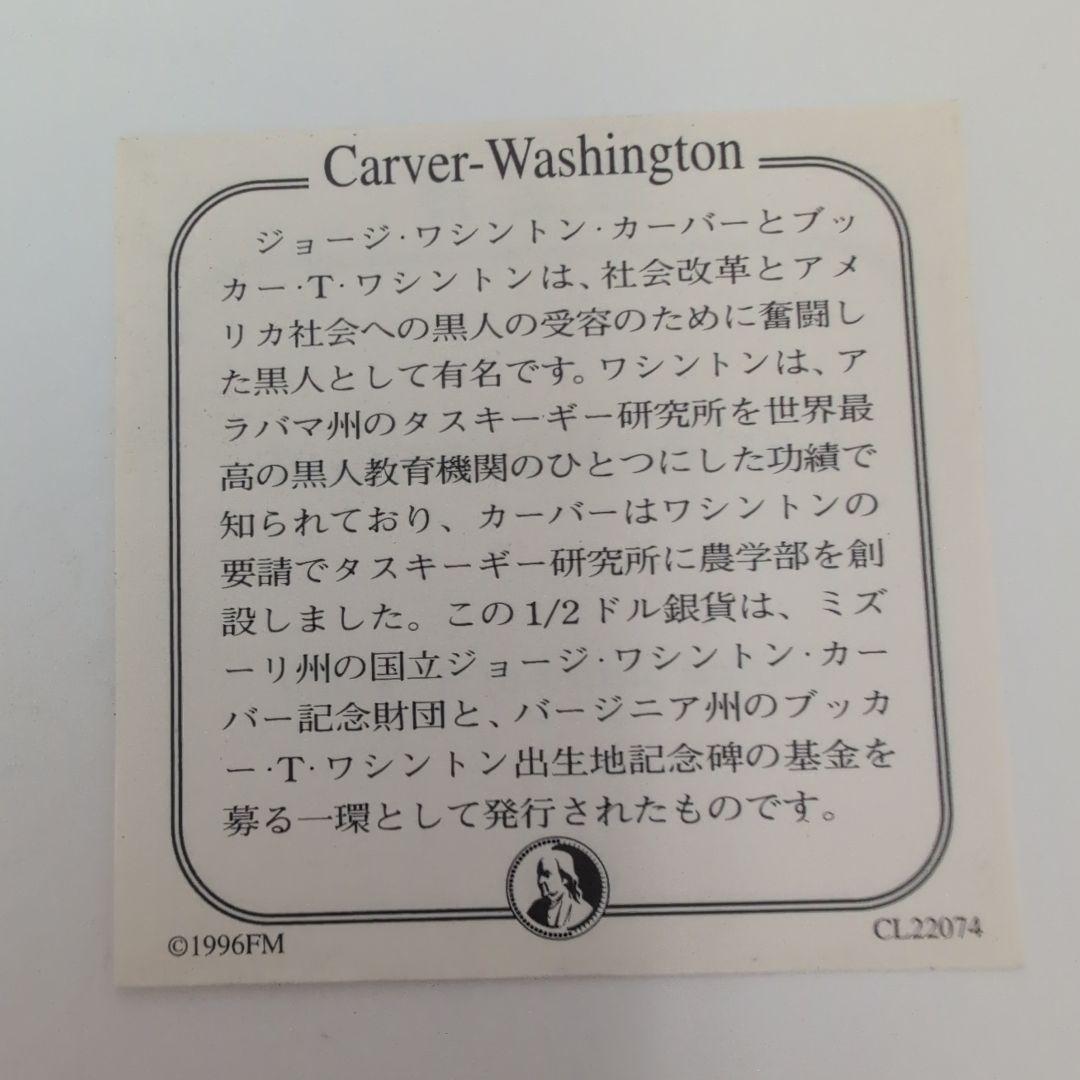 Carver-Washington
ジョージ·ワシントン·カーバーとブッ
カー·T·ワシントンは、社会改革とアメ
リカ社会への黒人の受容のために奮闘し
た黒人として有名です。ワシントンは、ア
ラバマ州のタスキーギー研究所を世界最
高の黒人教育機関のひとつにした功績で
知られており、カーバーはワシントンの
要請でタスキーギー研究所に農学部を創
設しました。この1/2ドル銀貨は、ミズ
ーリ州の国立ジョージ·ワシントン·カー
バー記念財団と、バージニア州のブッカ
ー·T·ワシントン出生地記念碑の基金を
募る一環として発行されたものです。
©1996FM
CL22074